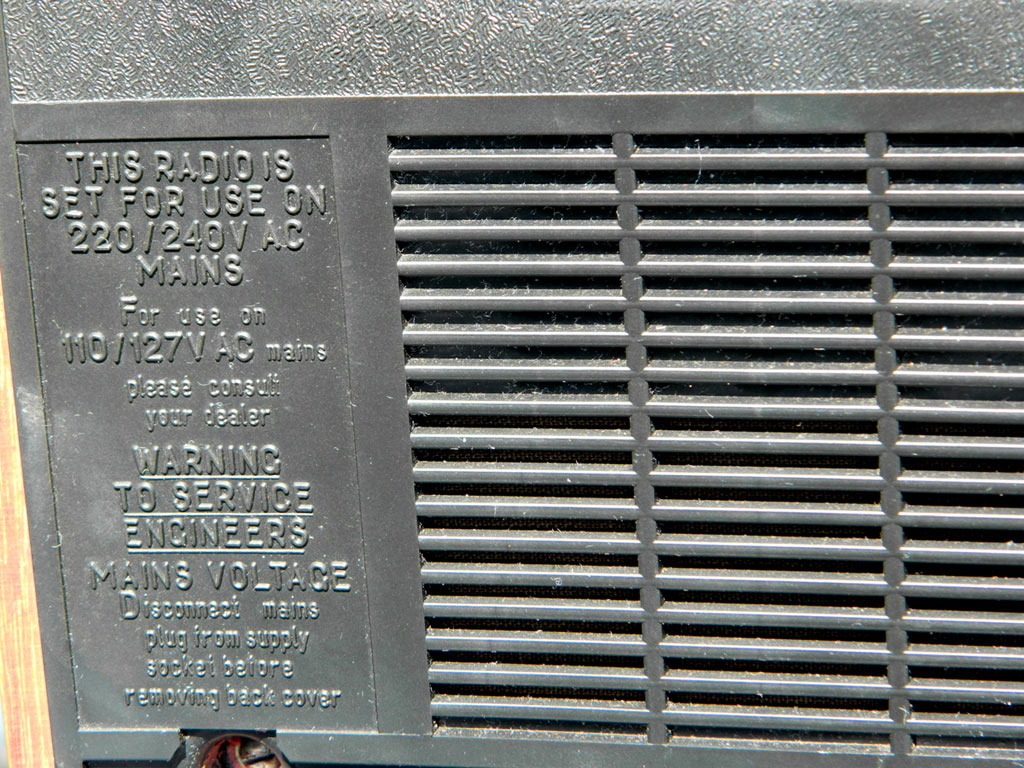 THIS RADIO IS
SET FOR USE ON
220/240V AC
MAINS
For use on
110/127V AC mains
please consult
your dealer
WARNING
TO SERVICE
ENGINEERS
MAINS VOLTAGE
Disconnect mains
plug from supply
socket before
removing back cover